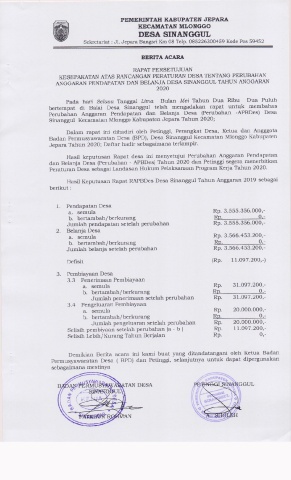 PEMERINTAH KABUPATEN JEPARA
KECAMATAN MLONGGO
DESA SINANGGUL
Sekretariat : Jl. Jepara Bangsri Km 08 Telp. 085226300409 Kode Pos 59452
BERITA ACARA
RAPAT PERSETUJUAN
KESEPAKATAN ATAS RANCANGAN PERATURAN DESA TENTANG PERUBAHAN
ANGGARAN PENDAPATAN DAN BELANJA DESA SINANGGUL TAHUN ANGGARAN
2020
Pada hari Selasa Tanggal Lima Bulan Mei Tahun Dua Ribu Dua Puluh
bertempat di Balai Desa Sinanggul telah mengadakan rapat untuk membahas
Perubahan Anggaran Pendapatan dan Belanja Desa (Perubahan -APBDes) Desa
Sinanggul Kecamatan Mlonggo Kabupaten Jepara Tahun 2020;
Dalam rapat ini dihadiri oleh Petinggi, Perangkat Desa, Ketua dan Anggota
Badan Permusyawaratan Desa (BPD), Desa Sinanggul Kecamatan Mlonggo Kabupaten
Jepara Tahun 2020; Daftar hadir sebagaimana terlampir.
Hasil keputusan Rapat desa ini menyetujui Perubahan Anggaran Pendapatan
dan Belanja Desa (Perubahan - APBDesa) Tahun 2020 dan Petinggi segera menerbitkan
Peraturan Desa sebagai Landasan Hukum Pelaksanaan Program Kerja Tahun 2020.
Hasil Keputusan Rapat RAPBDes Desa Sinanggul Tahun Anggaran 2019 sebagai
berikut :
1. Pendapatan Desa
a. semula Rp. 3.555.356.000,-
b. bertambah/berkurang Rp. 0,-
Jumlah pendapatan setelah perubahan Rp. 3.555.356.000,-
2. Belanja Desa
a. semula Rp. 3.566.453.200,-
b. bertambah/berkurang Rp. 0,-
Jumlah belanja setelah perubahan Rp. 3.566.453.200,-
Defisit (Rp. 11.097.200,-)
3. Pembiayaan Desa
3.3 Penerimaan Pembiayaan
a. semula Rp. 31.097.200,-
b. bertambah/berkurang Rp. 0,-
Jumlah penerimaan setelah perubahan Rp. 31.097.200,-
3.4 Pengeluaran Pembiayaan
a. semula Rp. 20.000.000,-
b. bertambah/berkurang Rp. 0,-
Jumlah pengeluaran setelah perubahan Rp. 20.000.000,-
Selisih pembiayaan setelah perubahan (a - b ) Rp. 11.097.200,-
Selisih Lebih/Kurang Tahun Berjalan Rp. 0,-
Demikian Berita acara ini kami buat yang ditandatangani oleh ketua Badan
Permusyawaratan Desa ( BPD) dan Petinggi, selanjutnya untuk dapat dipergunakan
sebagaimana mestinya
BADAN PERMUSYAWARATAN DESA PETINGGI SINANGGUL
SINANGGUL